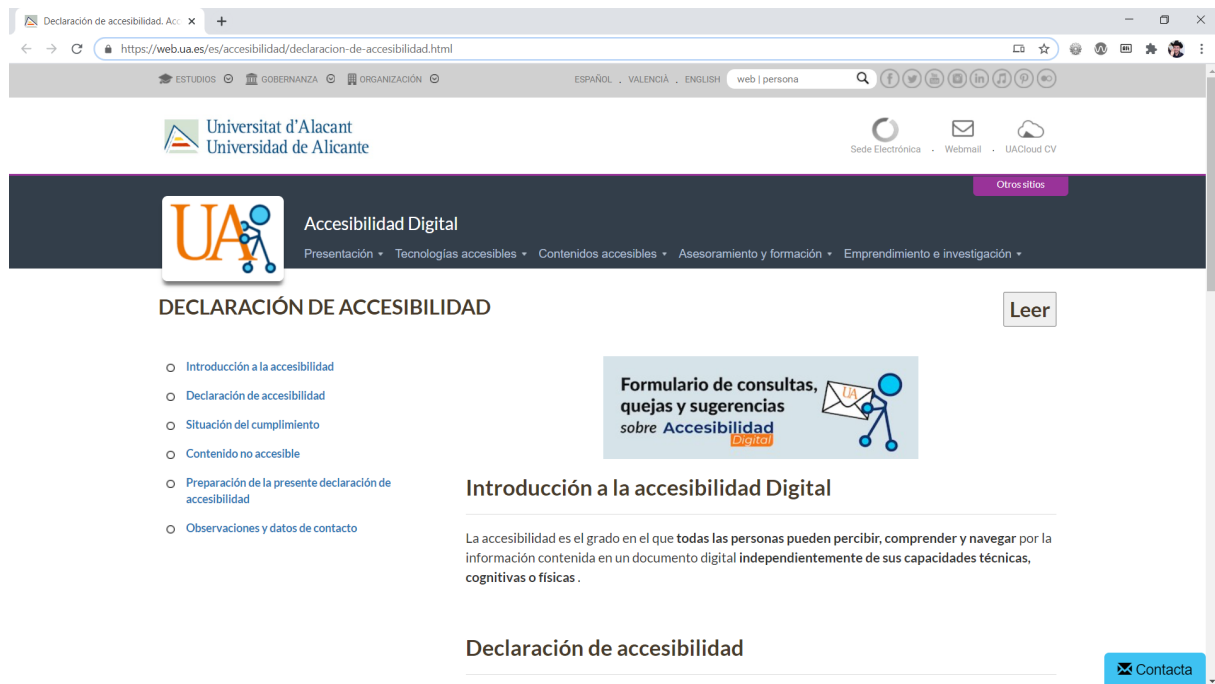 Declaración de accesibilidad. Acc
https://web.ua.es/es/accesibilidad/declaracion-de-accesibilidad.html
ESTUDIOS GOBERNANZA ORGANIZACIÓN ESPAÑOL . VALENCIÀ . ENGLISH web | persona
Universitat d'Alacant
Universidad de Alicante
Sede Electrónica . Webmail . UACloud CV
Otros sitios
UA
Accesibilidad Digital
Presentación Tecnologías accesibles Contenidos accesibles Asesoramiento y formación Emprendimiento e investigación
DECLARACIÓN DE ACCESIBILIDAD
Leer
Introducción a la accesibilidad
Declaración de accesibilidad
Situación del cumplimiento
Contenido no accesible
Preparación de la presente declaración de
accesibilidad
Observaciones y datos de contacto
Formulario de consultas,
quejas y sugerencias
sobre Accesibilidad
Digital
UA
Introducción a la accesibilidad Digital
La accesibilidad es el grado en el que todas las personas pueden percibir, comprender y navegar por la
información contenida en un documento digital independientemente de sus capacidades técnicas,
cognitivas o físicas .
Declaración de accesibilidad
Contacta